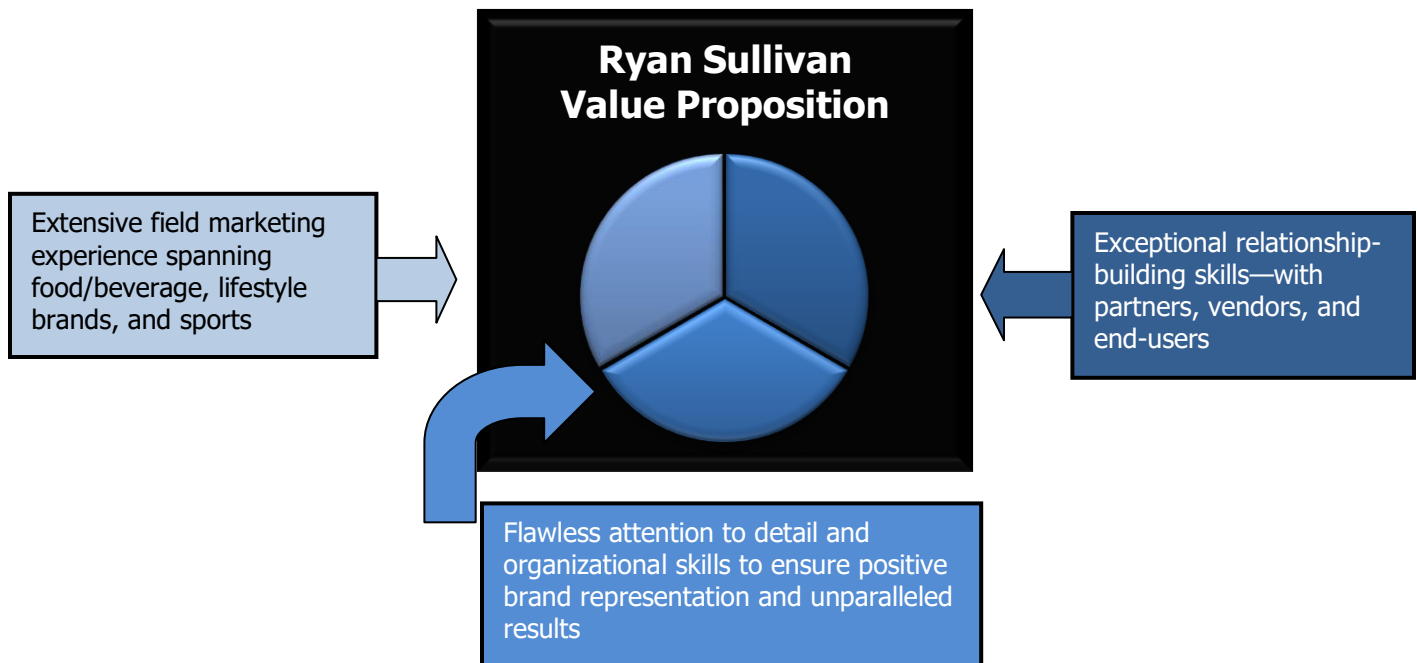 Ryan Sullivan
Value Proposition
Extensive field marketing
experience spanning
food/beverage, lifestyle
brands, and sports
Exceptional relationship-
building skills—with
partners, vendors, and
end-users
Flawless attention to detail and
organizational skills to ensure positive
brand representation and unparalleled
results